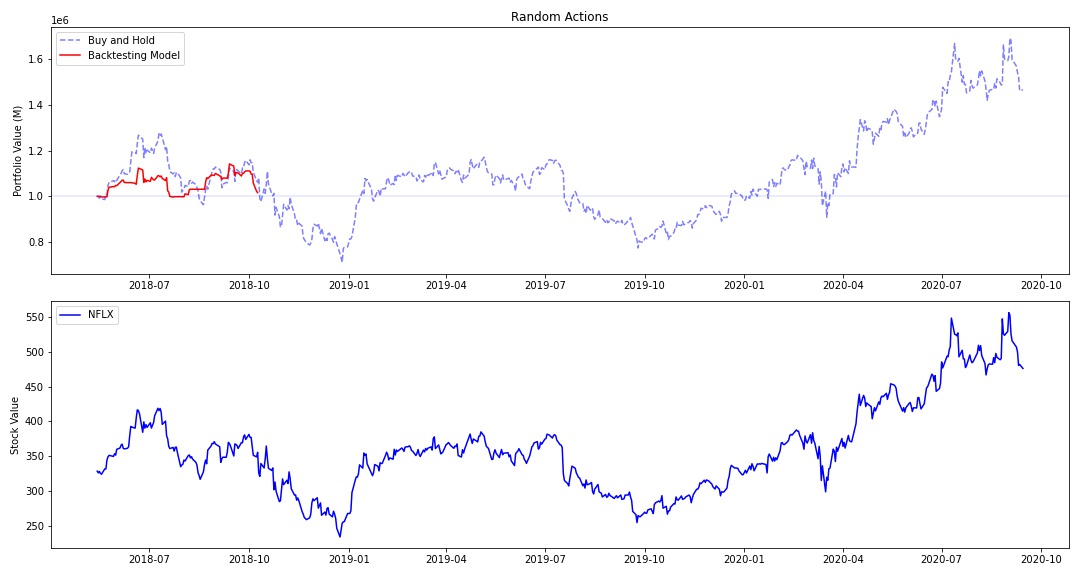 Random Actions
1e6
Buy and Hold
Backtesting Model
Portfolio Value (M)
1.6
1.4
1.2
1.0
0.8
2018-07 2018-10 2019-01 2019-04 2019-07 2019-10 2020-01 2020-04 2020-07 2020-10
NFLX
Stock Value
550
500
450
400
350
300
250
2018-07 2018-10 2019-01 2019-04 2019-07 2019-10 2020-01 2020-04 2020-07 2020-10